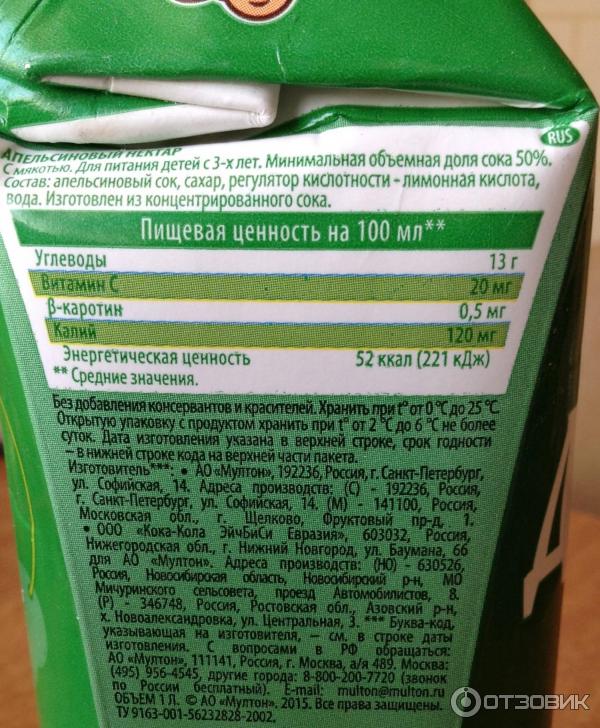 RUS
АПЕЛЬСИНОВЫЙ НЕКТАР
С мякотью. Для питания детей с 3-х лет. Минимальная объемная доля сока 50%.
Состав: апельсиновый сок, сахар, регулятор кислотности - лимонная кислота,
вода. Изготовлен из концентрированного сока.
Пищевая ценность на 100 мл**
Углеводы 13 г
Витамин С 20 мг
β-каротин 0,5 мг
Калий 120 мг
Энергетическая ценность 52 ккал (221 кДж)
** Средние значения.
Без добавления консервантов и красителей. Хранить при t° от 0 °С до 25 °С.
Открытую упаковку с продуктом хранить при t° от 2 °С до 6 °С не более
суток. Дата изготовления указана в верхней строке, срок годности
– в нижней строке кода на верхней части пакета.
Изготовитель***: • АО «Мултон», 192236, Россия, г. Санкт-Петербург,
ул. Софийская, 14. Адреса производств: (С) - 192236, Россия,
г. Санкт-Петербург, ул. Софийская, 14. (М) - 141100, Россия,
Московская обл., г. Щелково, Фруктовый пр-д, 1.
• ООО «Кока-Кола ЭйчБиСи Евразия», 603032, Россия,
Нижегородская обл., г. Нижний Новгород, ул. Баумана, 66
для АО «Мултон». Адреса производств: (НО) - 630526,
Россия, Новосибирская область, Новосибирский р-н, МО
Мичуринского сельсовета, проезд Автомобилистов, 8.
(Р) - 346748, Россия, Ростовская обл., Азовский р-н,
х. Новоалександровка, ул. Центральная, 3. *** Буква-код,
указывающая на изготовителя, – см. в строке даты
изготовления. С вопросами в РФ обращаться:
АО «Мултон», 111141, Россия, г. Москва, а/я 489. Москва:
(495) 956-4545, другие города: 8-800-200-7720 (звонок
по России бесплатный). E-mail: multon@multon.ru.
ОБЪЕМ 1 Л. © АО «Мултон», 2015. Все права защищены.
ТУ 9163-001-56232828-2002.
ОТЗОВИК